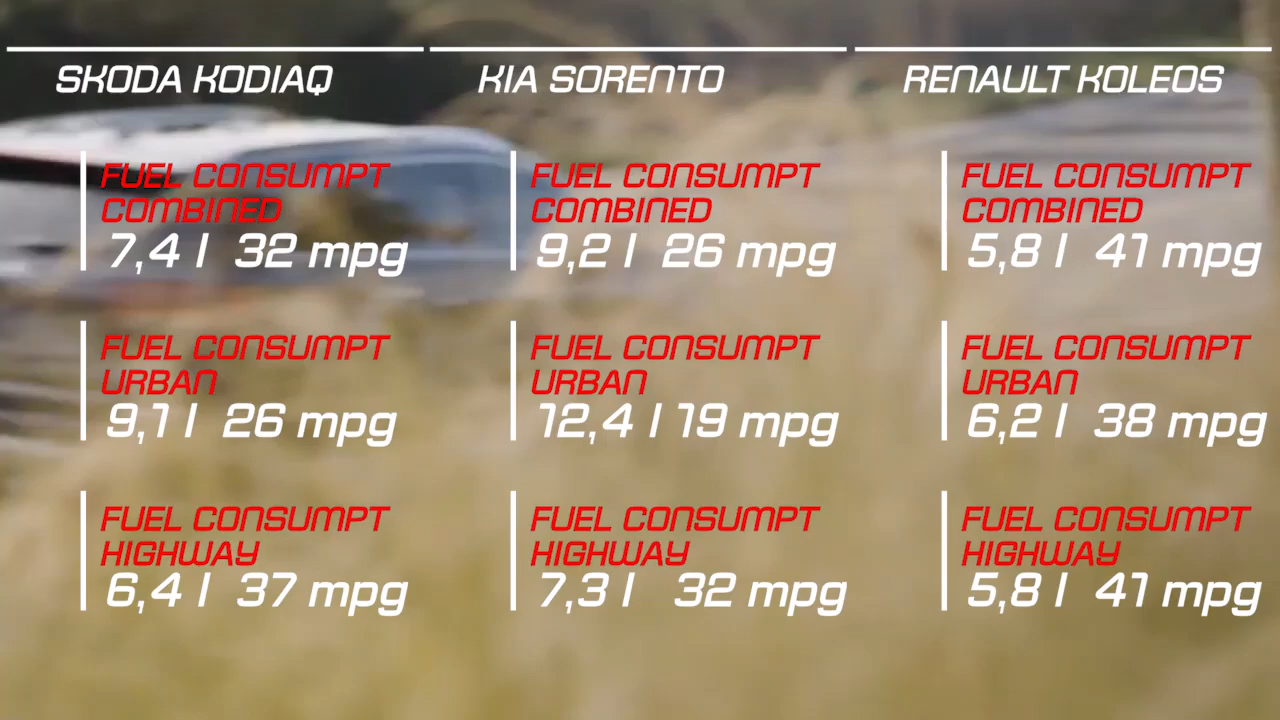 SKODA KODIAQ
FUEL CONSUMPT
COMBINED
7,4 l 32 mpg
FUEL CONSUMPT
URBAN
9,1 l 26 mpg
FUEL CONSUMPT
HIGHWAY
6,4 l 37 mpg
KIA SORENTO
FUEL CONSUMPT
COMBINED
9,2 l 26 mpg
FUEL CONSUMPT
URBAN
12,4 l 19 mpg
FUEL CONSUMPT
HIGHWAY
7,3 l 32 mpg
RENAULT KOLEOS
FUEL CONSUMPT
COMBINED
5,8 l 41 mpg
FUEL CONSUMPT
URBAN
6,2 l 38 mpg
FUEL CONSUMPT
HIGHWAY
5,8 l 41 mpg